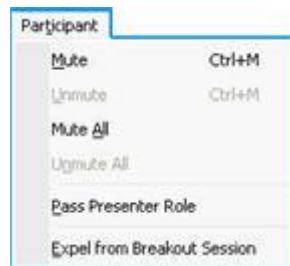 Participant
Mute Ctrl+M
Unmute Ctrl+M
Mute All
Unmute All
Pass Presenter Role
Expel from Breakout Session